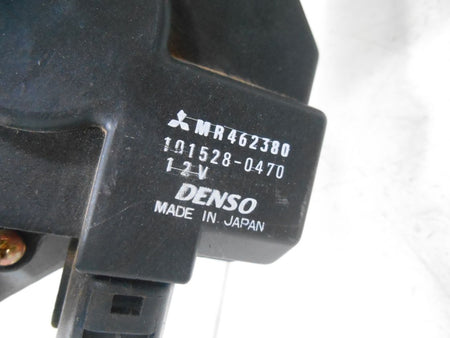 MR462380
101528-0470
12V
DENSO
MADE IN JAPAN